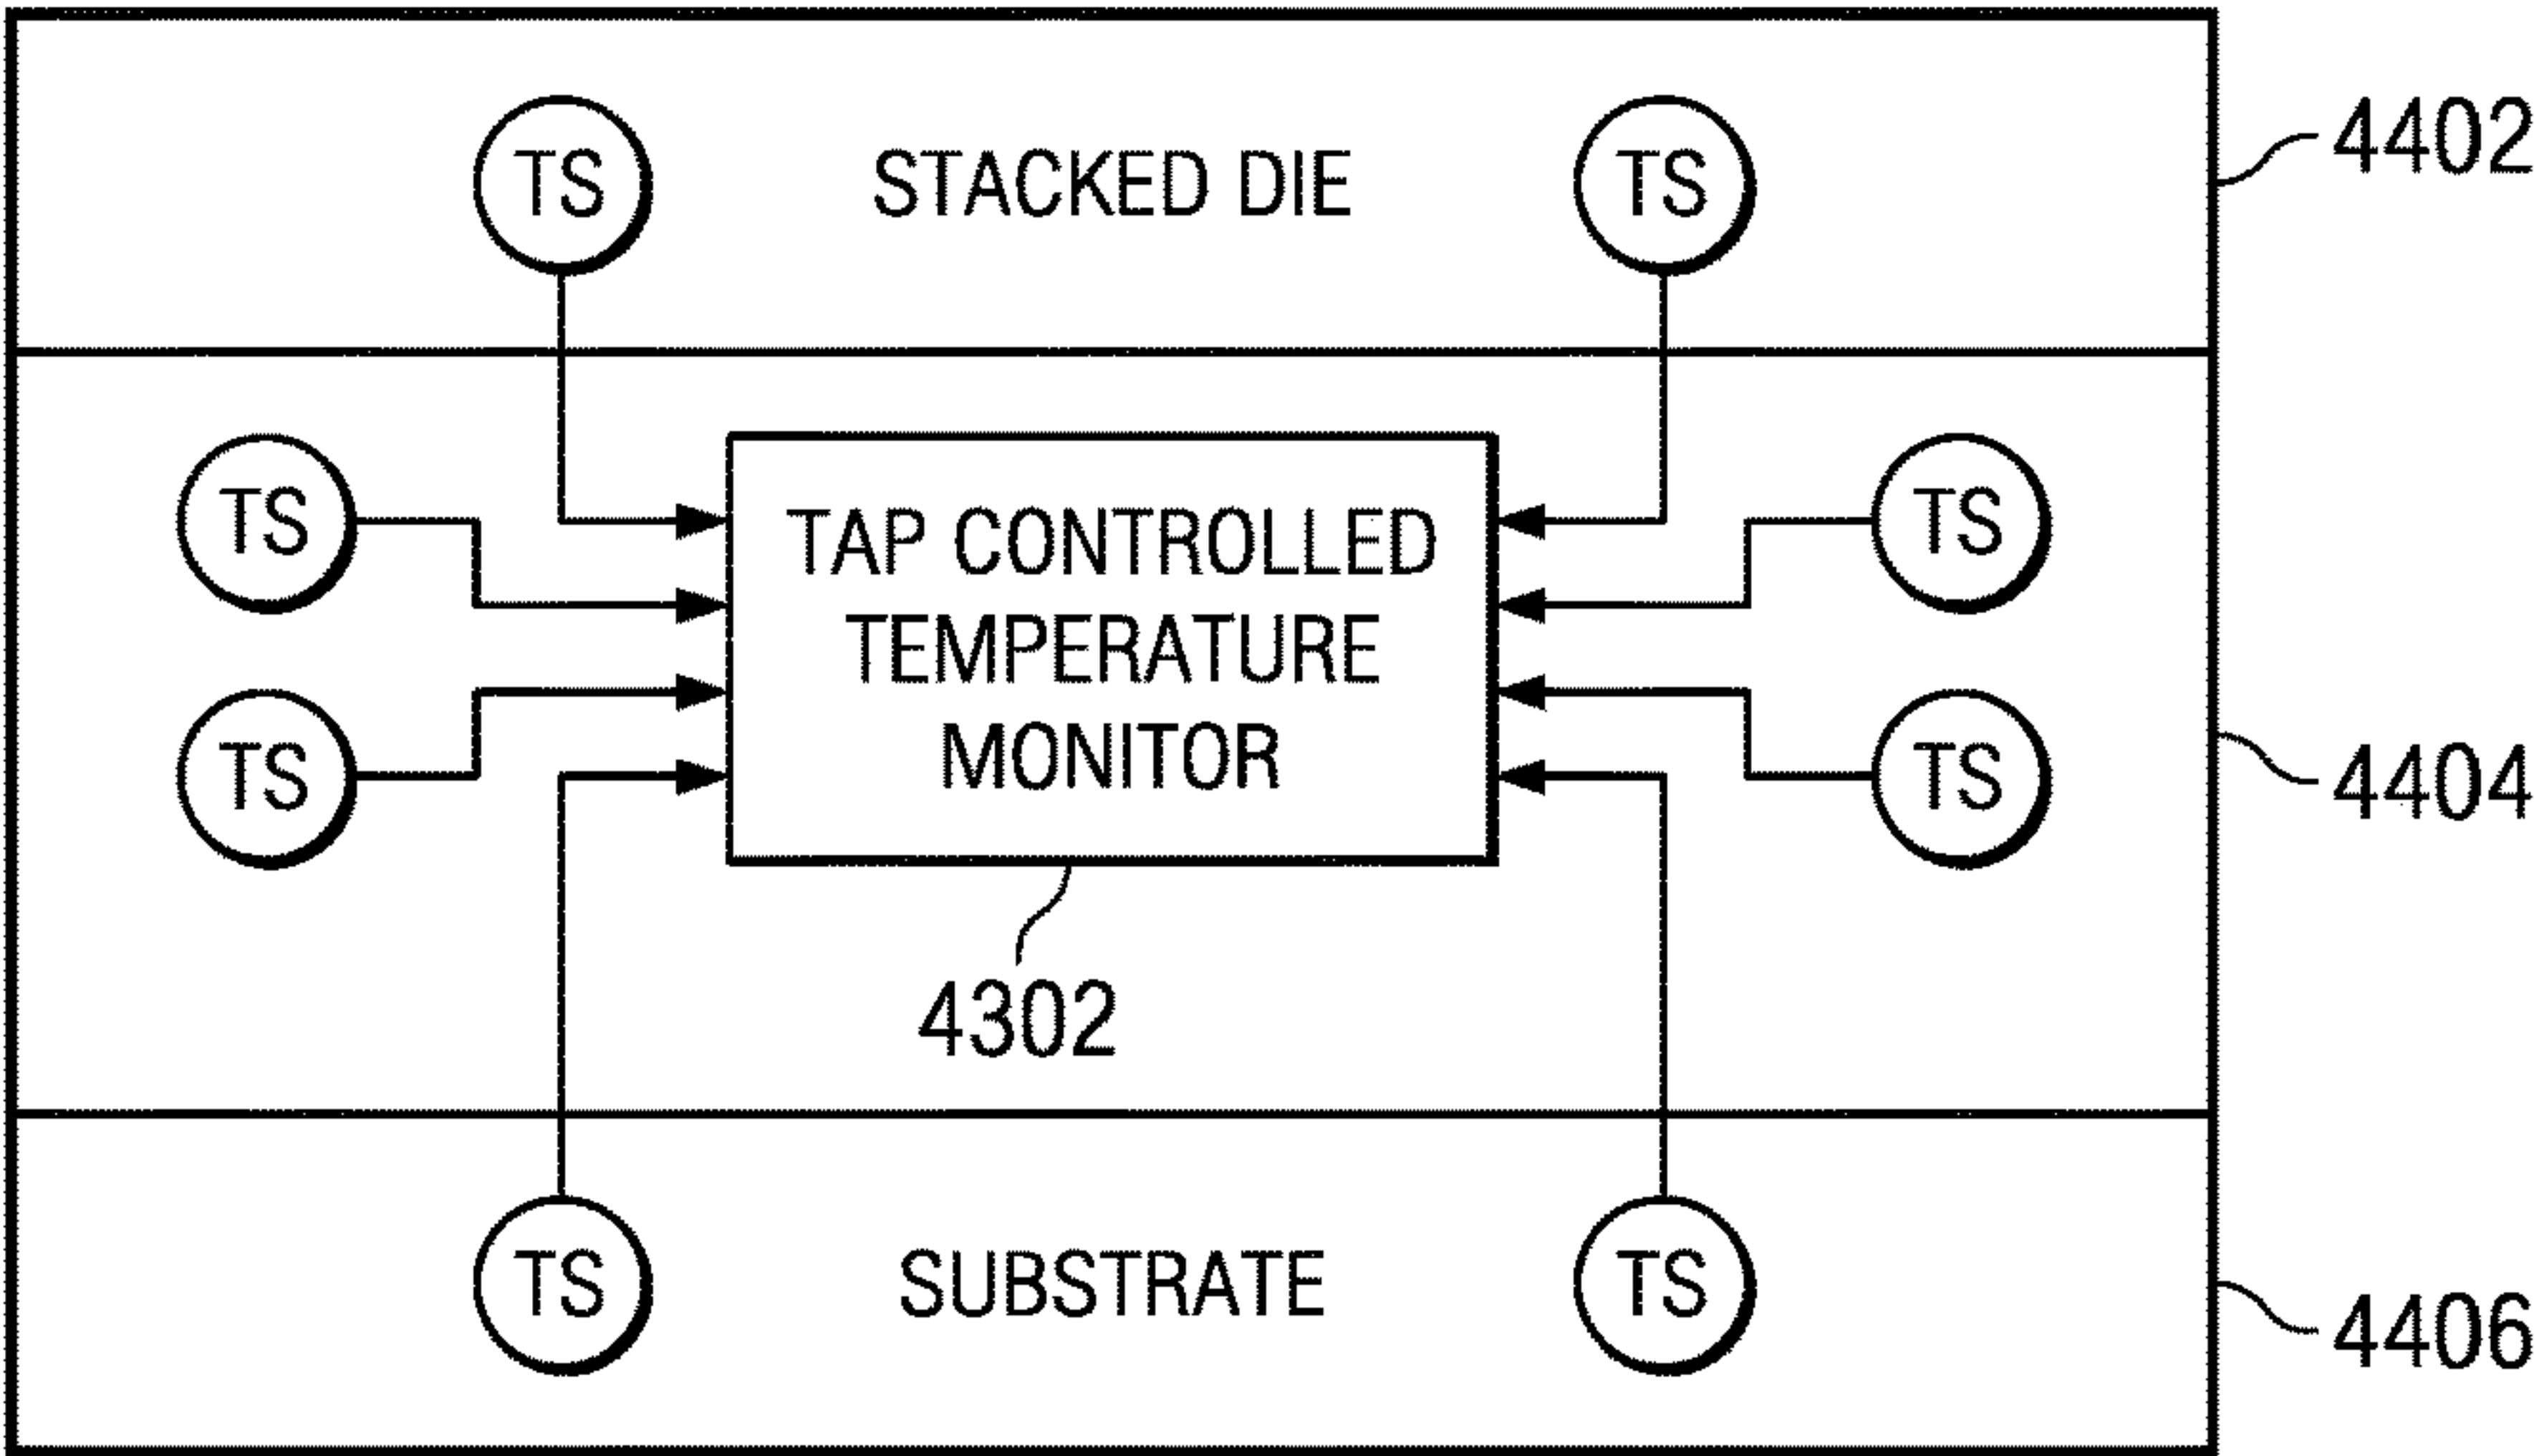 TS STACKED DIE TS
4402
TS TAP CONTROLLED TS
TEMPERATURE
TS MONITOR TS
4404
4302
TS SUBSTRATE TS
4406